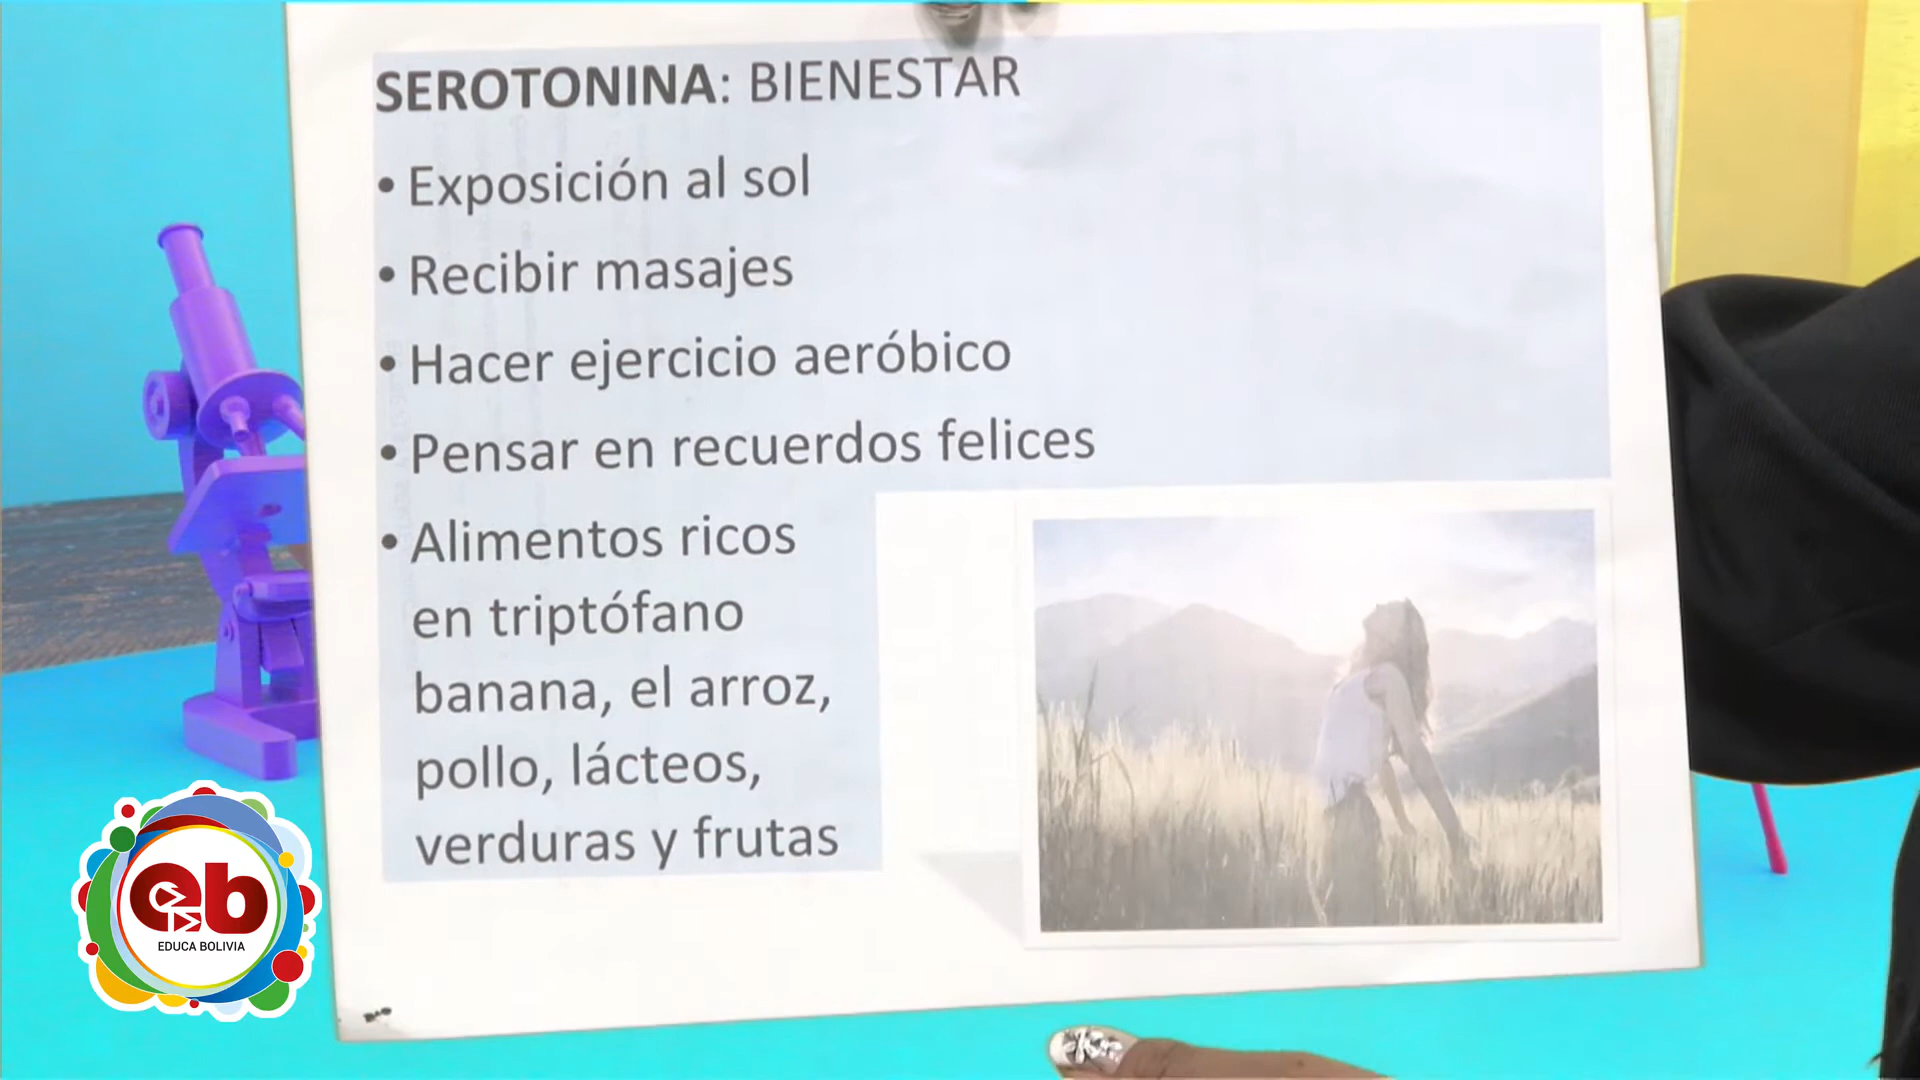 SEROTONINA: BIENESTAR
• Exposición al sol
• Recibir masajes
• Hacer ejercicio aeróbico
• Pensar en recuerdos felices
• Alimentos ricos
en triptófano
banana, el arroz,
pollo, lácteos,
verduras y frutas
eb
EDUCA BOLIVIA